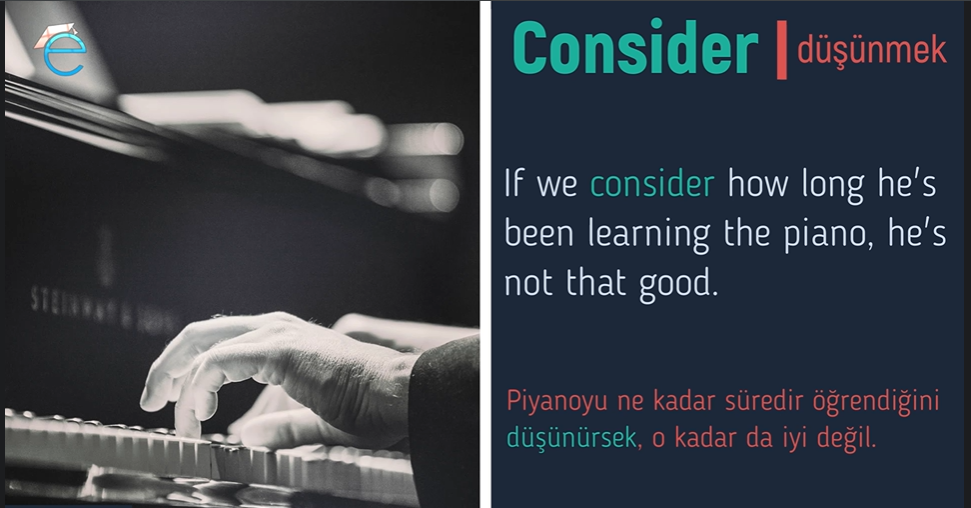 e
Consider | düşünmek
If we consider how long he's
been learning the piano, he's
not that good.
Piyanoyu ne kadar süredir öğrendiğini
düşünürsek, o kadar da iyi değil.
STEINWAY & SONS